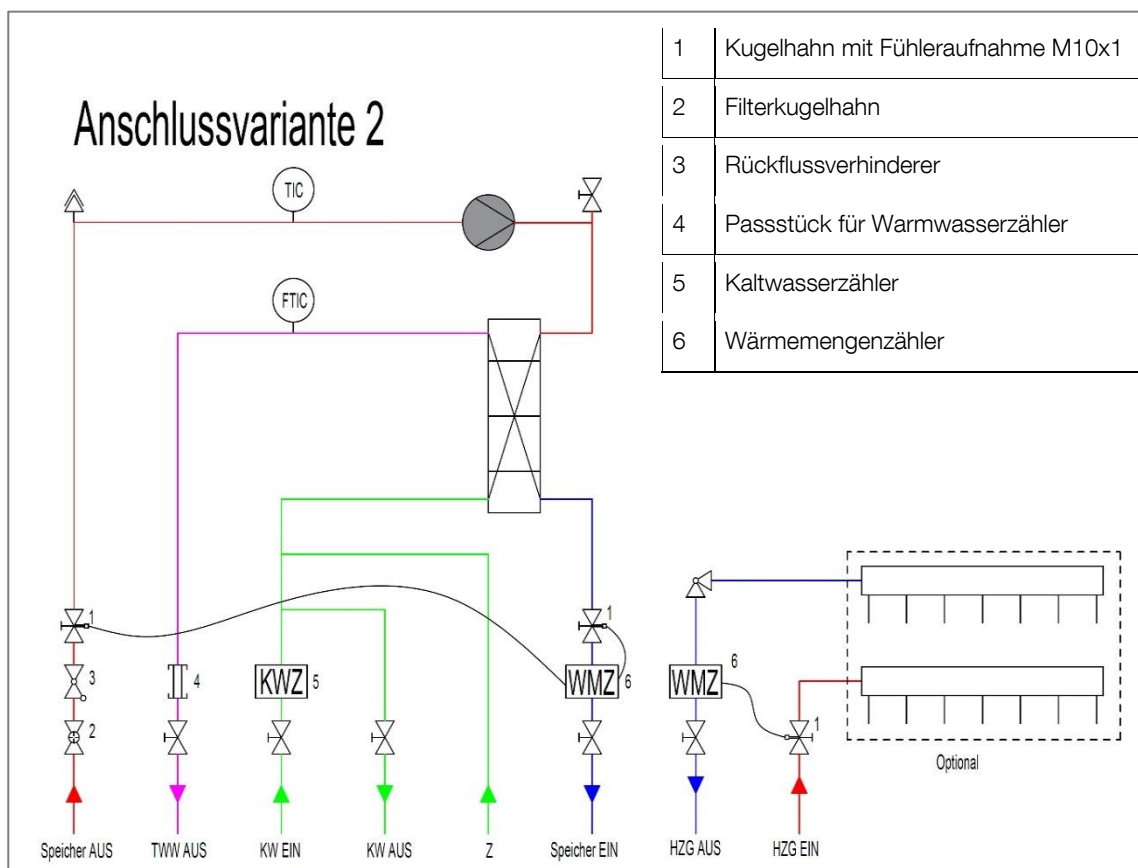 Anschlussvariante 2
1 Kugelhahn mit Fühleraufnahme M10x1
2 Filterkugelhahn
3 Rückflussverhinderer
4 Passstück für Warmwasserzähler
5 Kaltwasserzähler
6 Wärmemengenzähler
TIC
FTIC
1
1
3
4
KWZ 5
WMZ 6
WMZ 6
2
1
Optional
Speicher AUS
TWW AUS
KW EIN
KW AUS
Z
Speicher EIN
HZG AUS
HZG EIN